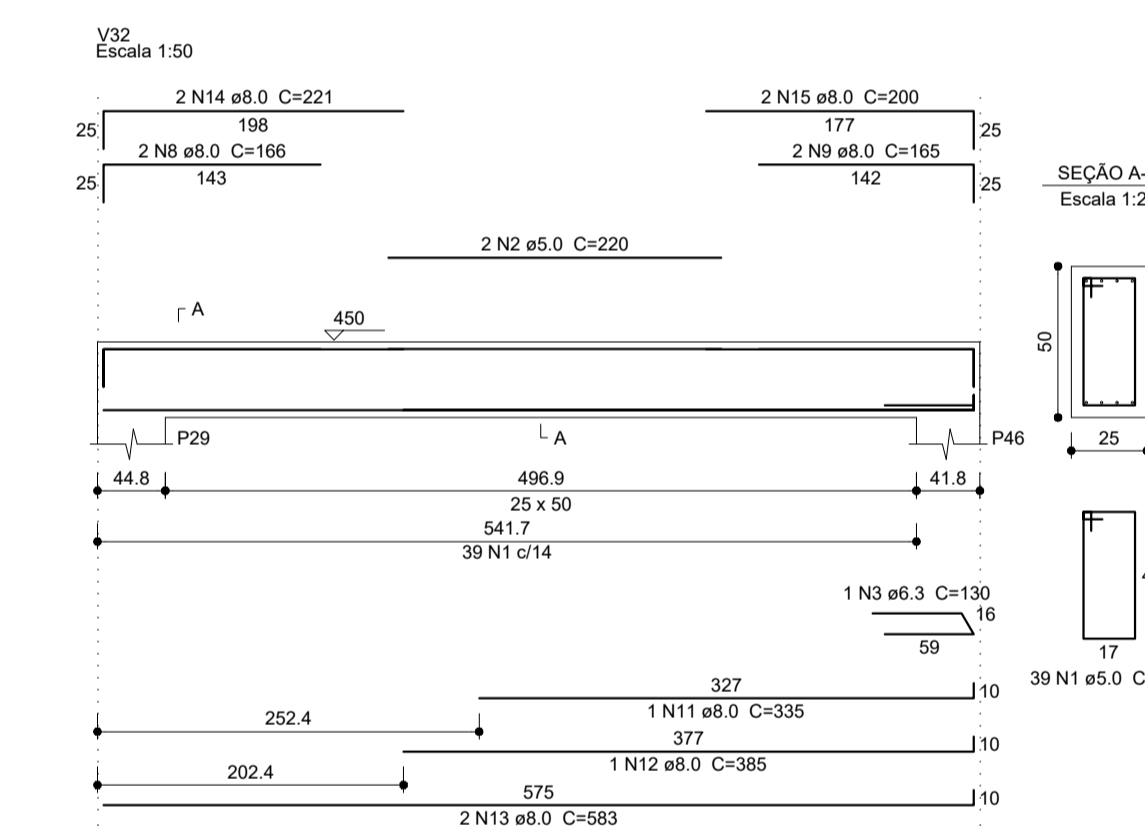 V32
Escala 1:50
2 N14 ø8.0 C=221
2 N15 ø8.0 C=200
25
198
177
25
2 N8 ø8.0 C=166
2 N9 ø8.0 C=165
25
143
142
25
SEÇÃO A-
Escala 1:2
2 N2 ø5.0 C=220
A
450
50
P29
A
P46
25
44.8
496.9
41.8
25 x 50
541.7
39 N1 c/14
1 N3 ø6.3 C=130
16
59
17
39 N1 ø5.0 C
327
10
1 N11 ø8.0 C=335
252.4
377
10
1 N12 ø8.0 C=385
202.4
575
10
2 N13 ø8.0 C=583